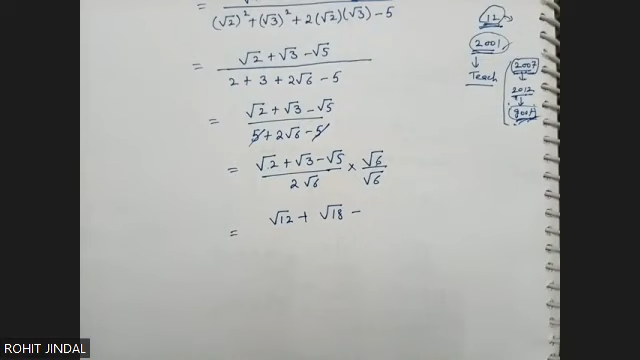 =
(√2)² + (√3)² + 2(√2)(√3) - 5
= √2 + √3 - √5
2 + 3 + 2√6 - 5
= √2 + √3 - √5
5 + 2√6 - 5
= √2 + √3 - √5 × √6
2√6 √6
= √12 + √18 -
12
2001
↓
Teach
2007
↓
2012
↓
ROHIT JINDAL